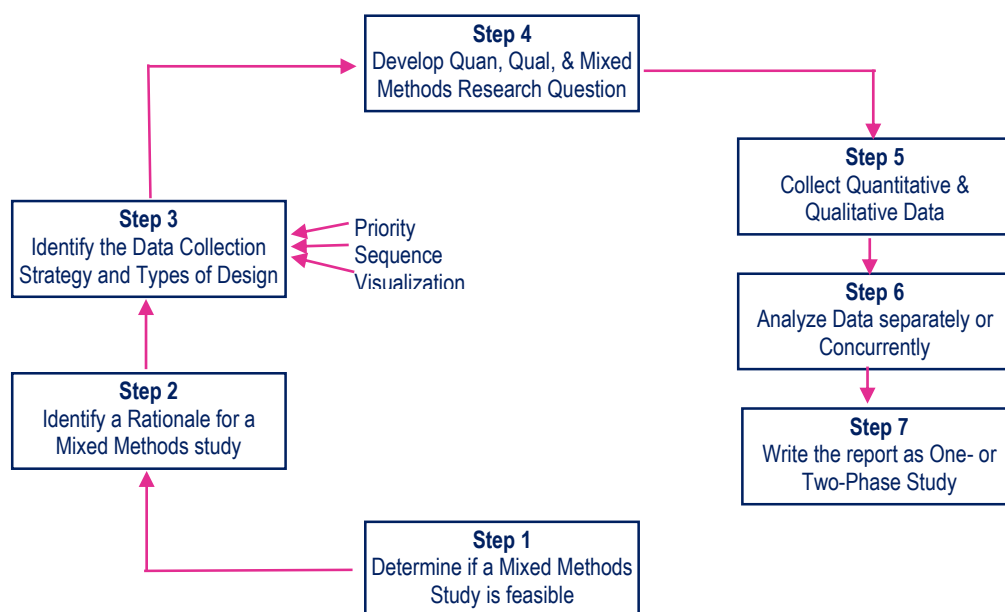 Step 4
Develop Quan, Qual, & Mixed
Methods Research Question
Step 5
Collect Quantitative &
Qualitative Data
Step 3
Identify the Data Collection
Strategy and Types of Design
Priority
Sequence
Visualization
Step 6
Analyze Data separately or
Concurrently
Step 2
Identify a Rationale for a
Mixed Methods study
Step 7
Write the report as One- or
Two-Phase Study
Step 1
Determine if a Mixed Methods
Study is feasible